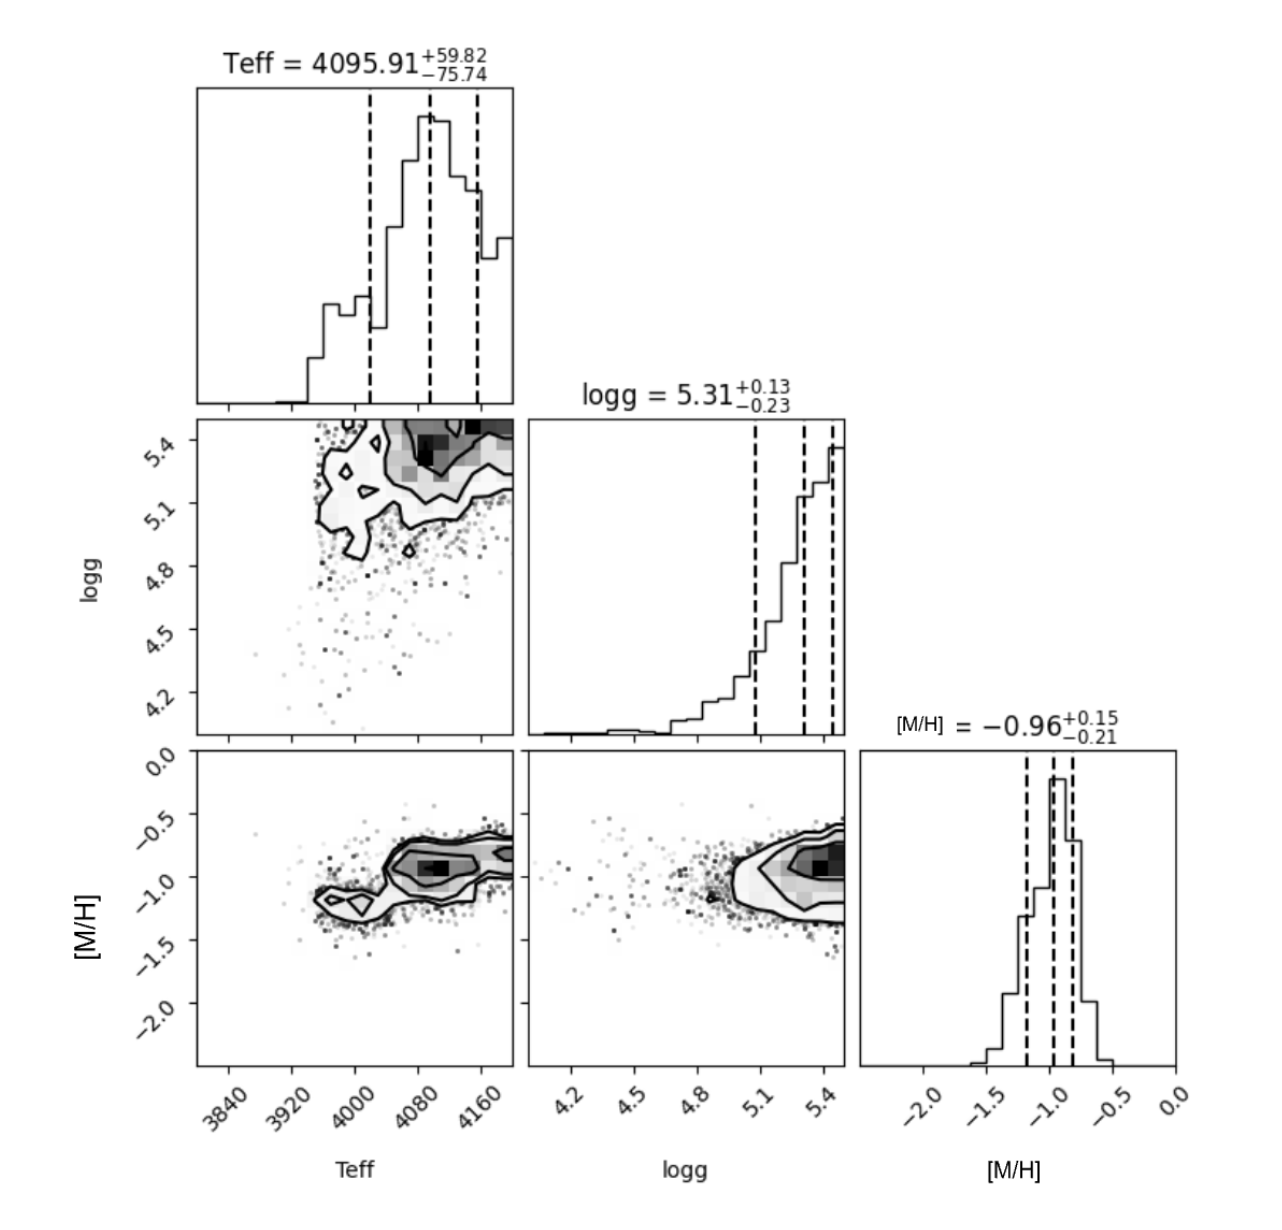 Teff = 4095.91+59.82−75.74
logg = 5.31+0.13−0.23
5.4
5.1
4.8
4.5
4.2
logg
[M/H] = −0.96+0.15−0.21
0.0
−0.5
−1.0
−1.5
−2.0
[M/H]
3840 3920 4000 4080 4160
4.2 4.5 4.8 5.1 5.4
−2.0 −1.5 −1.0 −0.5 0.0
Teff logg [M/H]